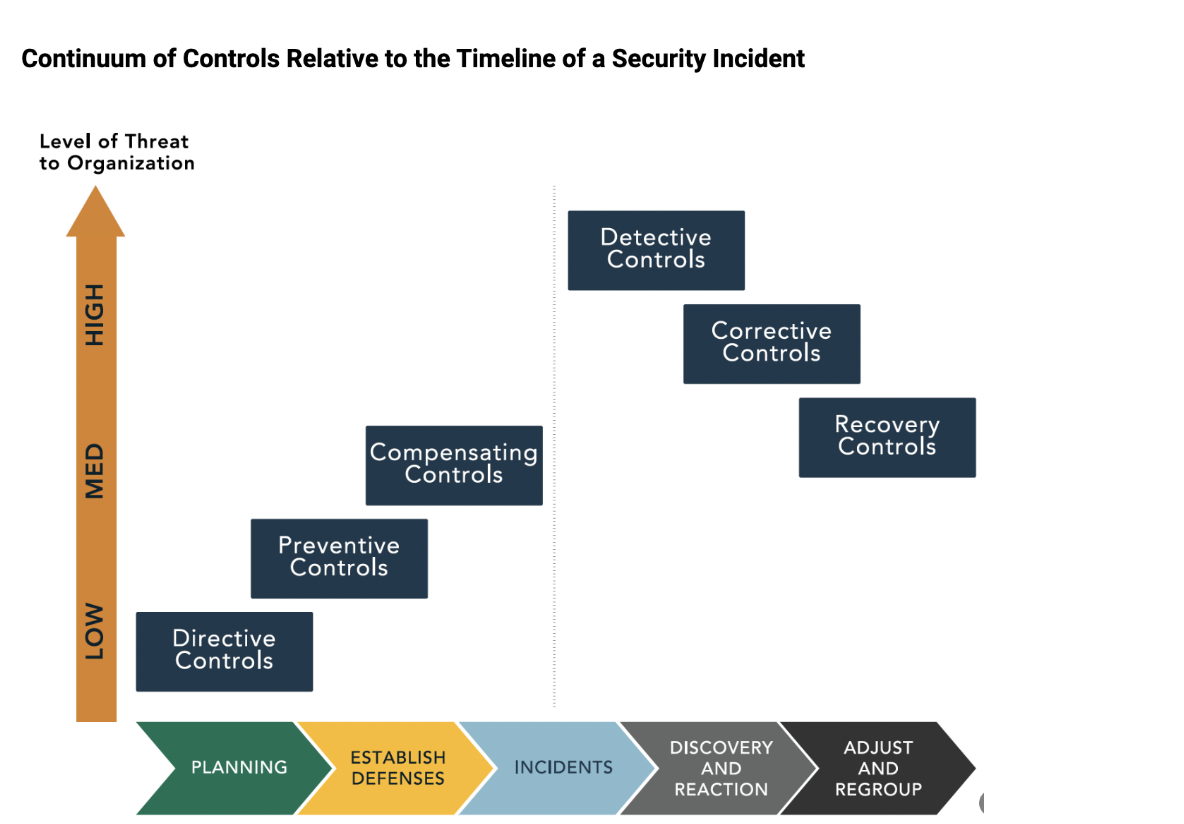 Continuum of Controls Relative to the Timeline of a Security Incident
Level of Threat
to Organization
HIGH
MED
LOW
Detective
Controls
Corrective
Controls
Recovery
Controls
Compensating
Controls
Preventive
Controls
Directive
Controls
PLANNING
ESTABLISH
DEFENSES
INCIDENTS
DISCOVERY
AND
REACTION
ADJUST
AND
REGROUP